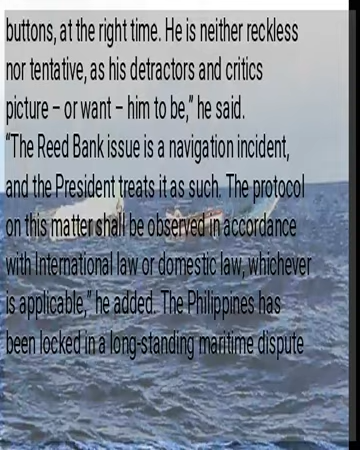 buttons, at the right time. He is neither reckless
nor tentative, as his detractors and critics
picture – or want – him to be,” he said.
“The Reed Bank issue is a navigation incident,
and the President treats it as such. The protocol
on this matter shall be observed in accordance
with International law or domestic law, whichever
is applicable,” he added. The Philippines has
been locked in a long-standing maritime dispute